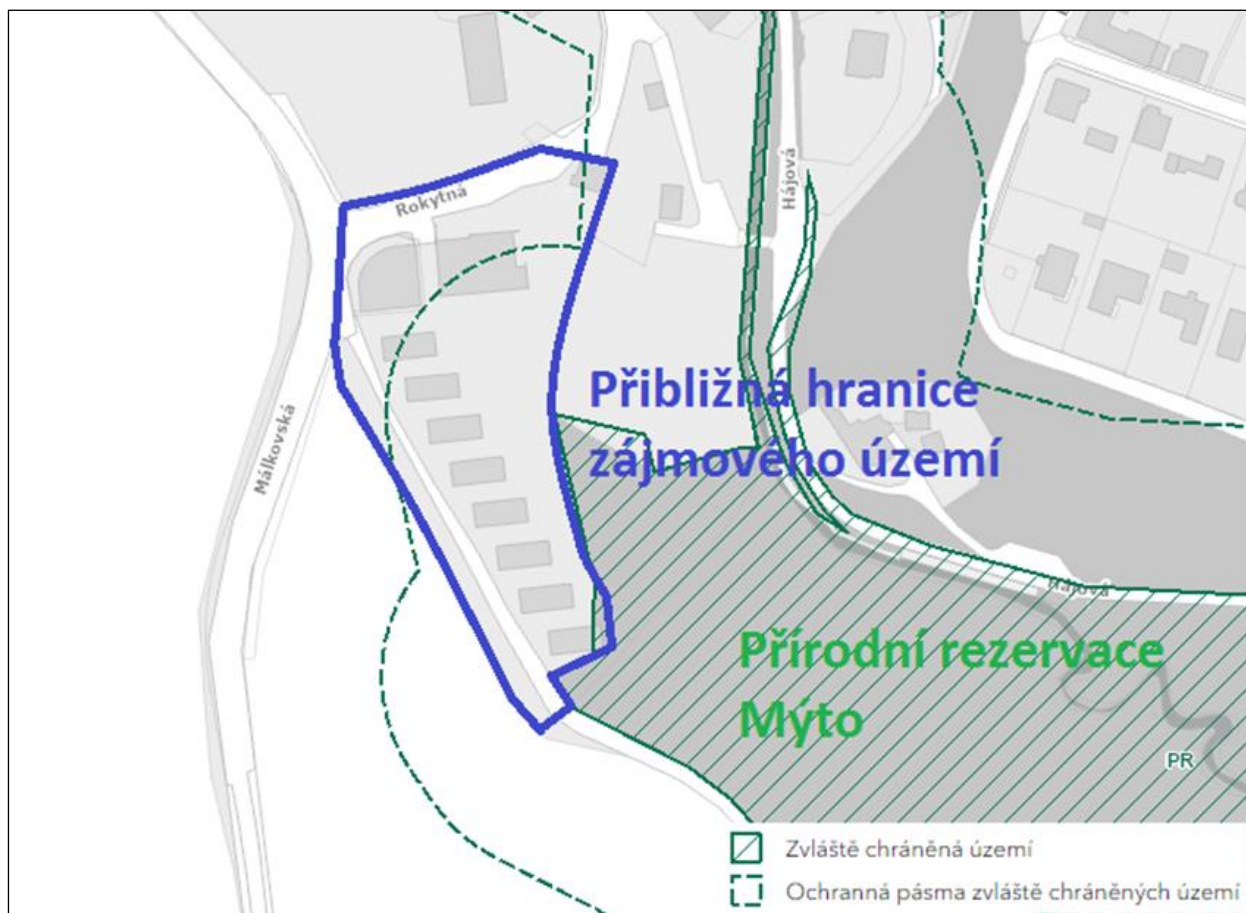 Rokytná
Hájová
Málkovská
Přibližná hranice
zájmového území
Hájová
Přírodní rezervace
Mýto
PR
Zvláště chráněná území
Ochranná pásma zvláště chráněných území